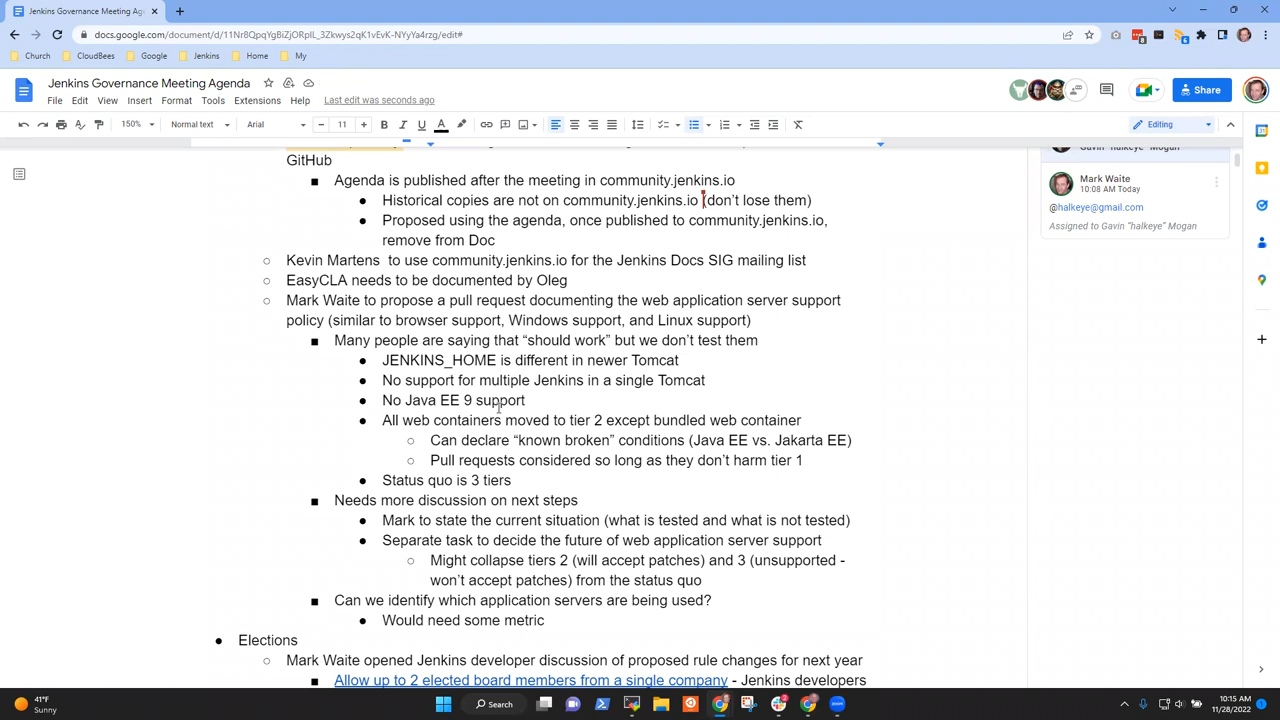 Jenkins Governance Meeting Age
docs.google.com/document/d/11Nr8QpqYgBiZjORpIL_3Zkwys2qK1vEvK-NYyYa4rzg/edit#
Church CloudBees Google Jenkins Home My
Jenkins Governance Meeting Agenda
File Edit View Insert Format Tools Extensions Help Last edit was seconds ago
Share
150% Normal text Arial 11 Editing
GitHub
Agenda is published after the meeting in community.jenkins.io
Historical copies are not on community.jenkins.io (don’t lose them)
Proposed using the agenda, once published to community.jenkins.io,
remove from Doc
Kevin Martens to use community.jenkins.io for the Jenkins Docs SIG mailing list
EasyCLA needs to be documented by Oleg
Mark Waite to propose a pull request documenting the web application server support
policy (similar to browser support, Windows support, and Linux support)
Many people are saying that “should work” but we don’t test them
JENKINS_HOME is different in newer Tomcat
No support for multiple Jenkins in a single Tomcat
No Java EE 9 support
All web containers moved to tier 2 except bundled web container
Can declare “known broken” conditions (Java EE vs. Jakarta EE)
Pull requests considered so long as they don’t harm tier 1
Status quo is 3 tiers
Needs more discussion on next steps
Mark to state the current situation (what is tested and what is not tested)
Separate task to decide the future of web application server support
Might collapse tiers 2 (will accept patches) and 3 (unsupported -
won’t accept patches) from the status quo
Can we identify which application servers are being used?
Would need some metric
Elections
Mark Waite opened Jenkins developer discussion of proposed rule changes for next year
Allow up to 2 elected board members from a single company - Jenkins developers
Mark Waite
10:08 AM Today
@halkeye@gmail.com
Assigned to Gavin “halkeye” Mogan
41°F
Sunny
Search
10:15 AM
11/28/2022